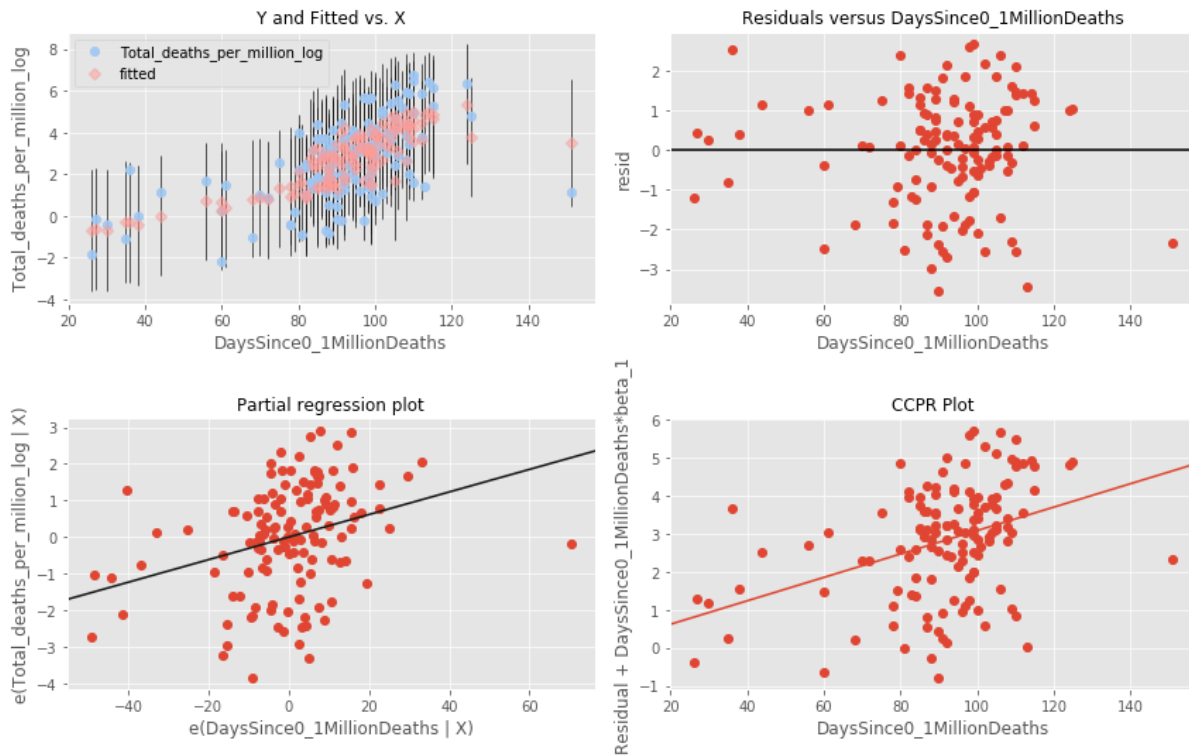 Y and Fitted vs. X
Total_deaths_per_million_log
fitted
Total_deaths_per_million_log
8
6
4
2
0
−2
−4
20 40 60 80 100 120 140
DaysSince0_1MillionDeaths
Residuals versus DaysSince0_1MillionDeaths
resid
2
1
0
−1
−2
−3
20 40 60 80 100 120 140
DaysSince0_1MillionDeaths
Partial regression plot
e(Total_deaths_per_million_log | X)
3
2
1
0
−1
−2
−3
−4
−40 −20 0 20 40 60
e(DaysSince0_1MillionDeaths | X)
CCPR Plot
Residual + DaysSince0_1MillionDeaths*beta_1
6
5
4
3
2
1
0
−1
20 40 60 80 100 120 140
DaysSince0_1MillionDeaths